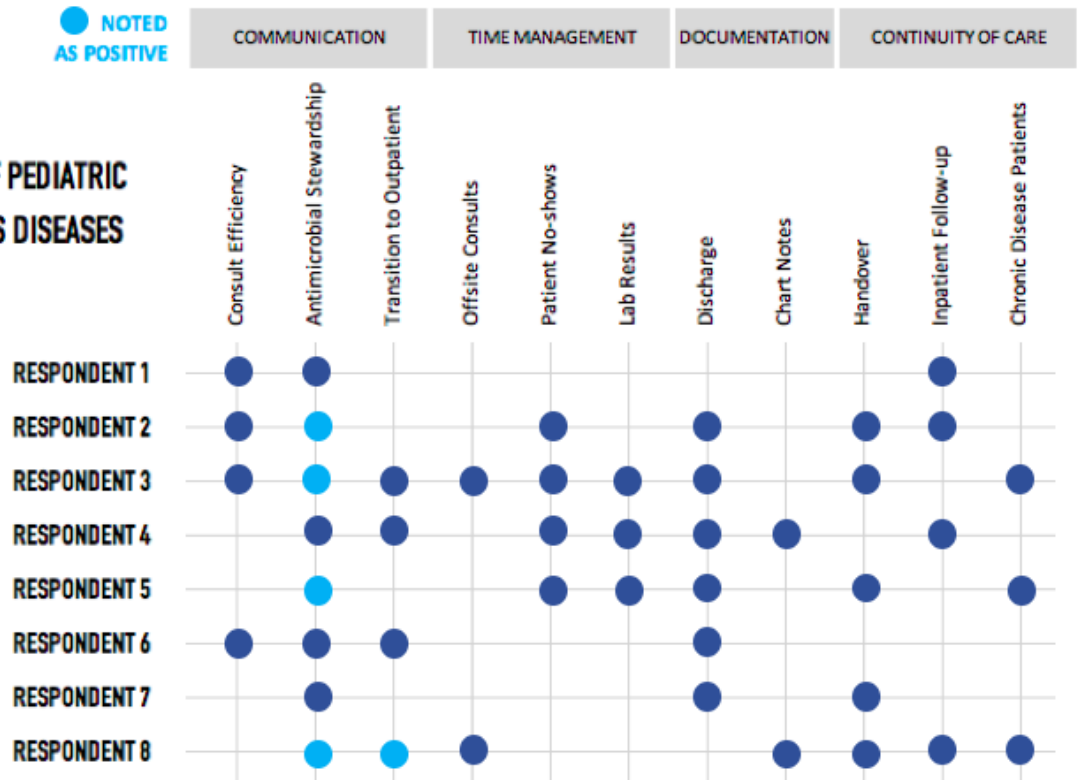 NOTED
AS POSITIVE
COMMUNICATION
TIME MANAGEMENT
DOCUMENTATION
CONTINUITY OF CARE
PEDIATRIC
DISEASES
Consult Efficiency
Antimicrobial Stewardship
Transition to Outpatient
Offsite Consults
Patient No-shows
Lab Results
Discharge
Chart Notes
Handover
Inpatient Follow-up
Chronic Disease Patients
RESPONDENT 1
RESPONDENT 2
RESPONDENT 3
RESPONDENT 4
RESPONDENT 5
RESPONDENT 6
RESPONDENT 7
RESPONDENT 8